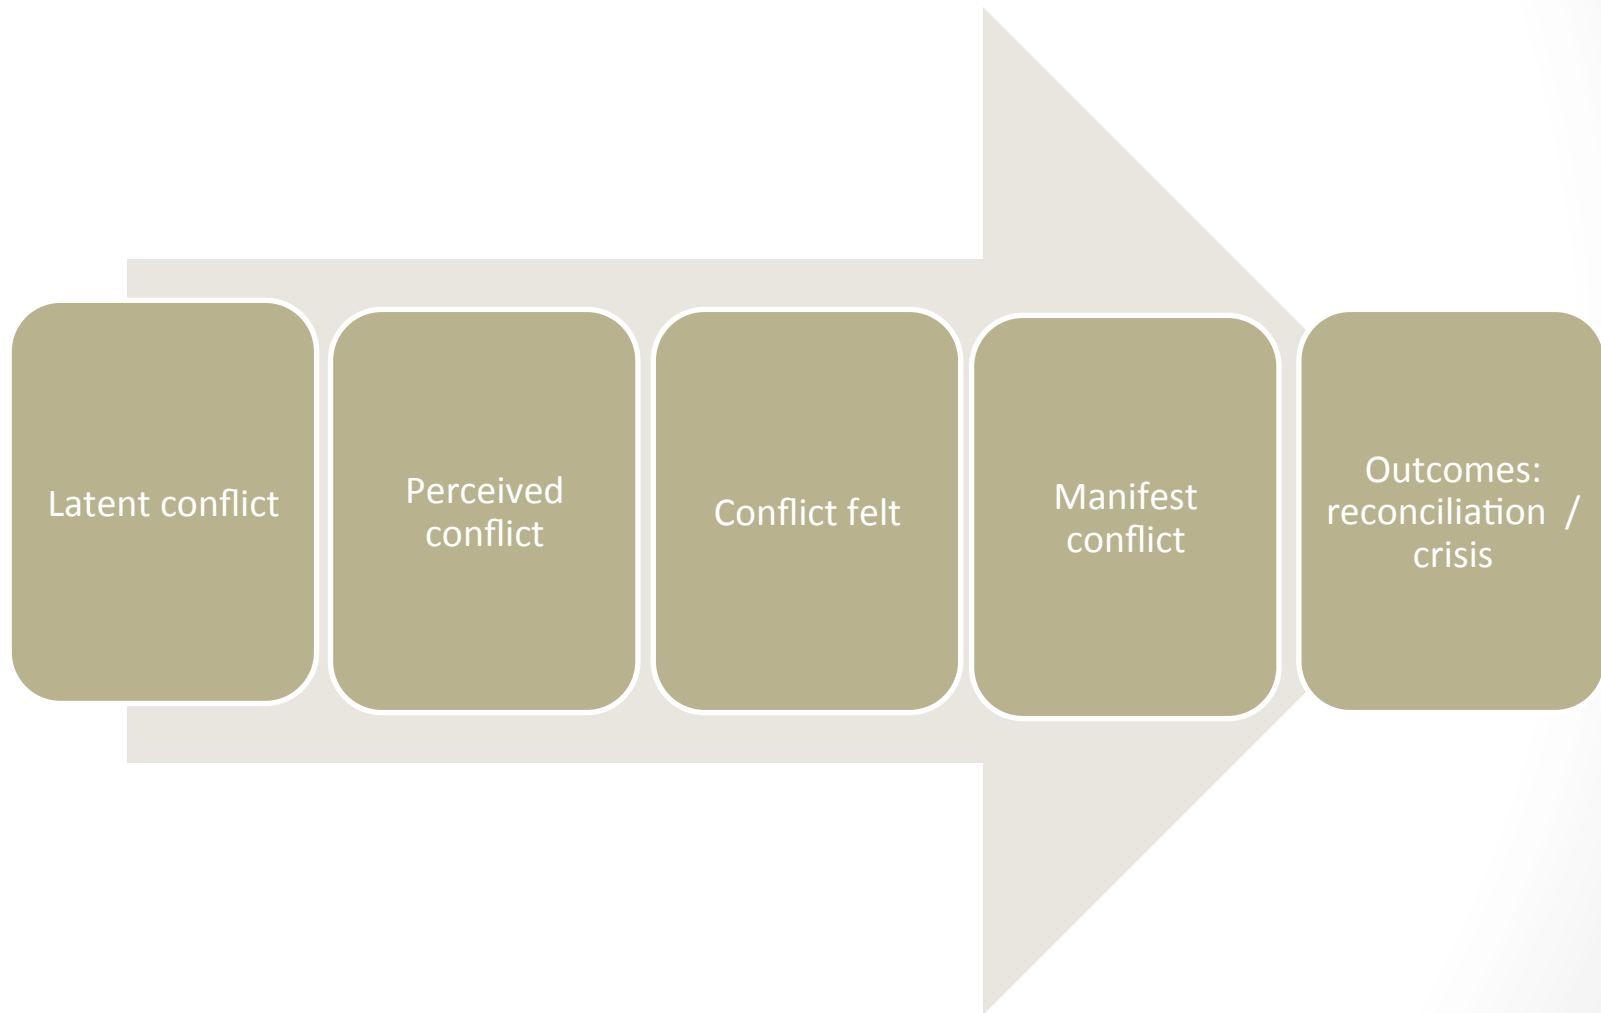 Latent conflict
Perceived
conflict
Conflict felt
Manifest
conflict
Outcomes:
reconciliation /
crisis